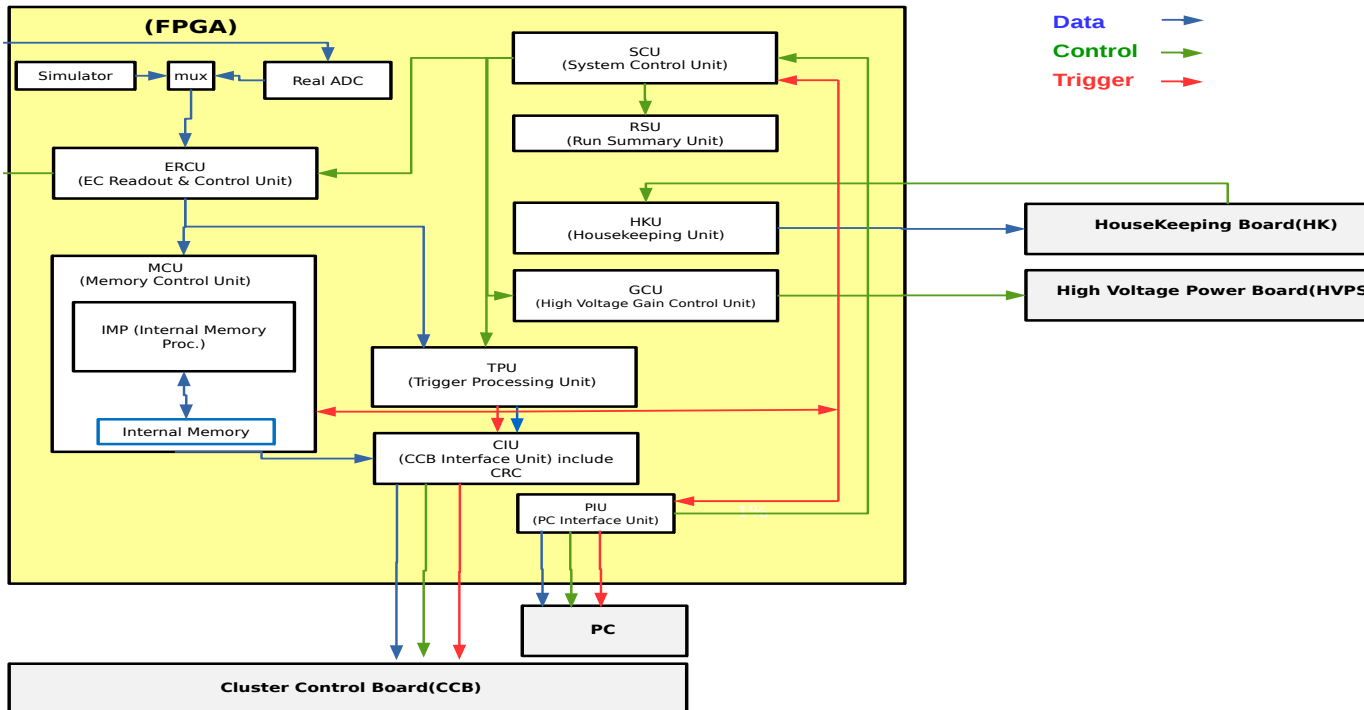 (FPGA)
Data
Control
Trigger
Simulator
mux
Real ADC
SCU
(System Control Unit)
RSU
(Run Summary Unit)
ERCU
(EC Readout & Control Unit)
HKU
(Housekeeping Unit)
HouseKeeping Board(HK)
MCU
(Memory Control Unit)
GCU
(High Voltage Gain Control Unit)
High Voltage Power Board(HVPS
IMP (Internal Memory
Proc.)
TPU
(Trigger Processing Unit)
Internal Memory
CIU
(CCB Interface Unit) include
CRC
PIU
(PC Interface Unit)
1%
PC
Cluster Control Board(CCB)